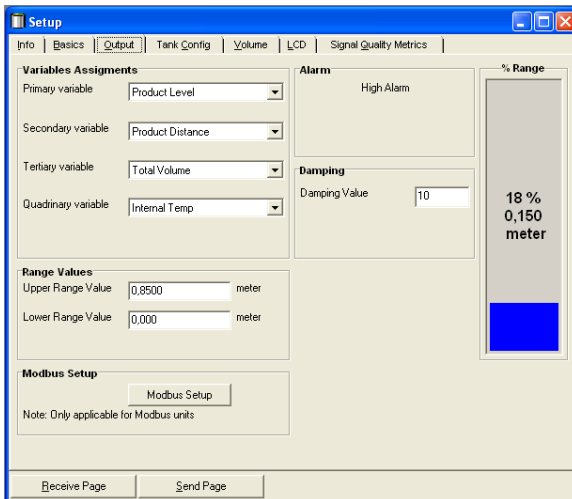 Setup
Info Basics Output Tank Config Volume LCD Signal Quality Metrics
Variables Assigments
Primary variable Product Level
Secondary variable Product Distance
Tertiary variable Total Volume
Quadrinary variable Internal Temp
Range Values
Upper Range Value 0,8500 meter
Lower Range Value 0,000 meter
Modbus Setup
Modbus Setup
Note: Only applicable for Modbus units
Alarm
High Alarm
Damping
Damping Value 10
% Range
18 %
0,150
meter
Receive Page Send Page